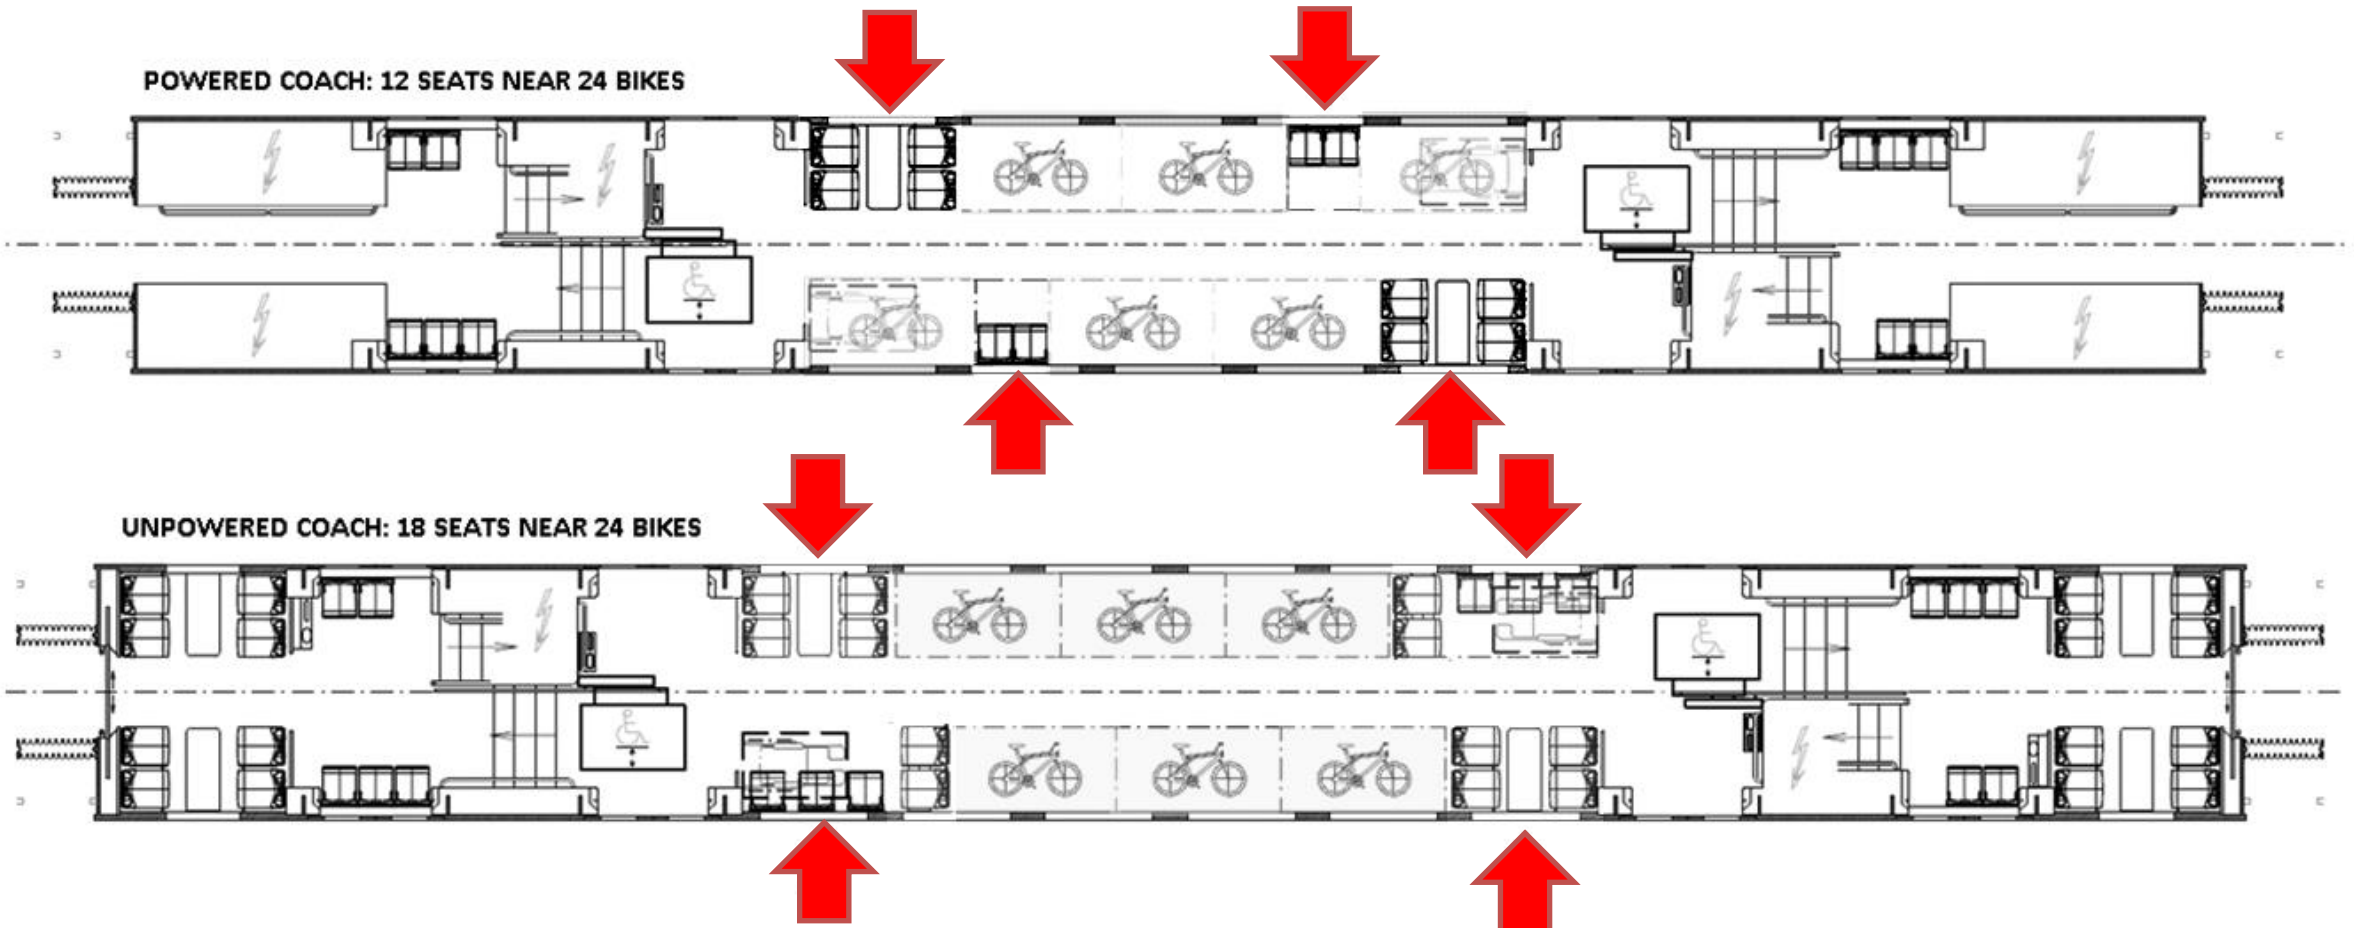 POWERED COACH: 12 SEATS NEAR 24 BIKES
UNPOWERED COACH: 18 SEATS NEAR 24 BIKES